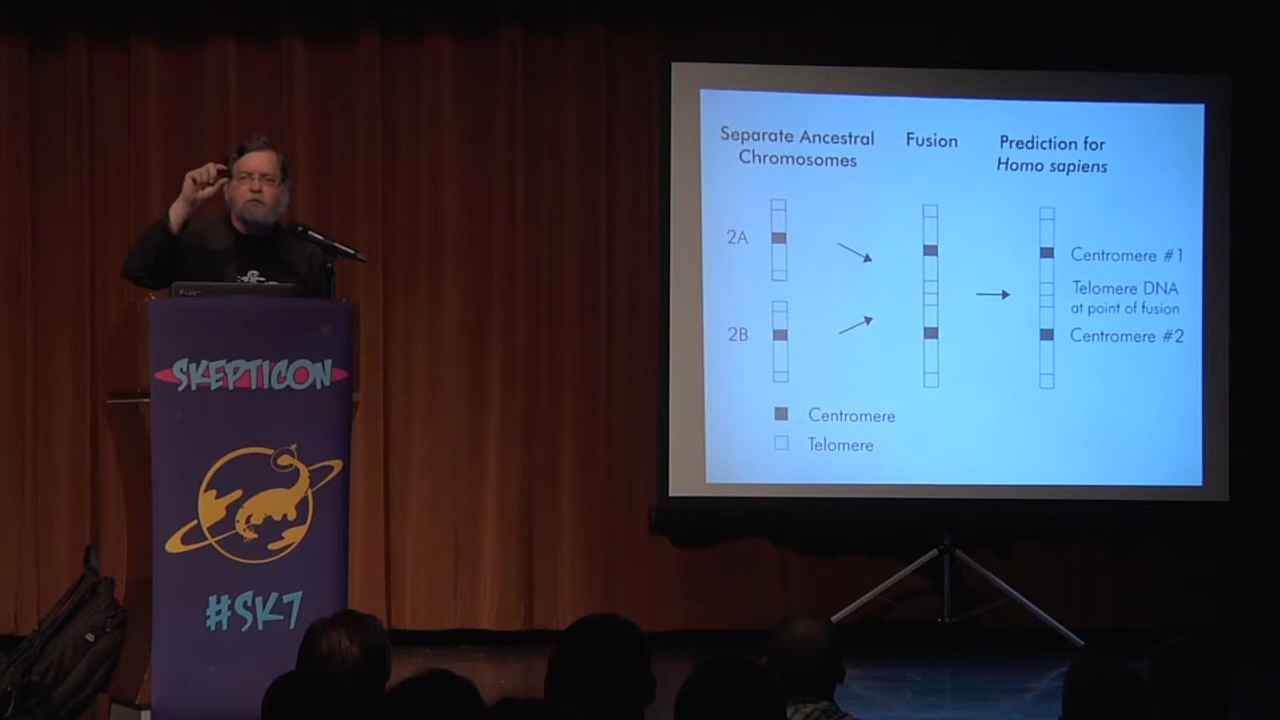 SKEPTICON
#SK7
Separate Ancestral
Chromosomes
Fusion
Prediction for
Homo sapiens
2A
2B
Centromere #1
Telomere DNA
at point of fusion
Centromere #2
Centromere
Telomere